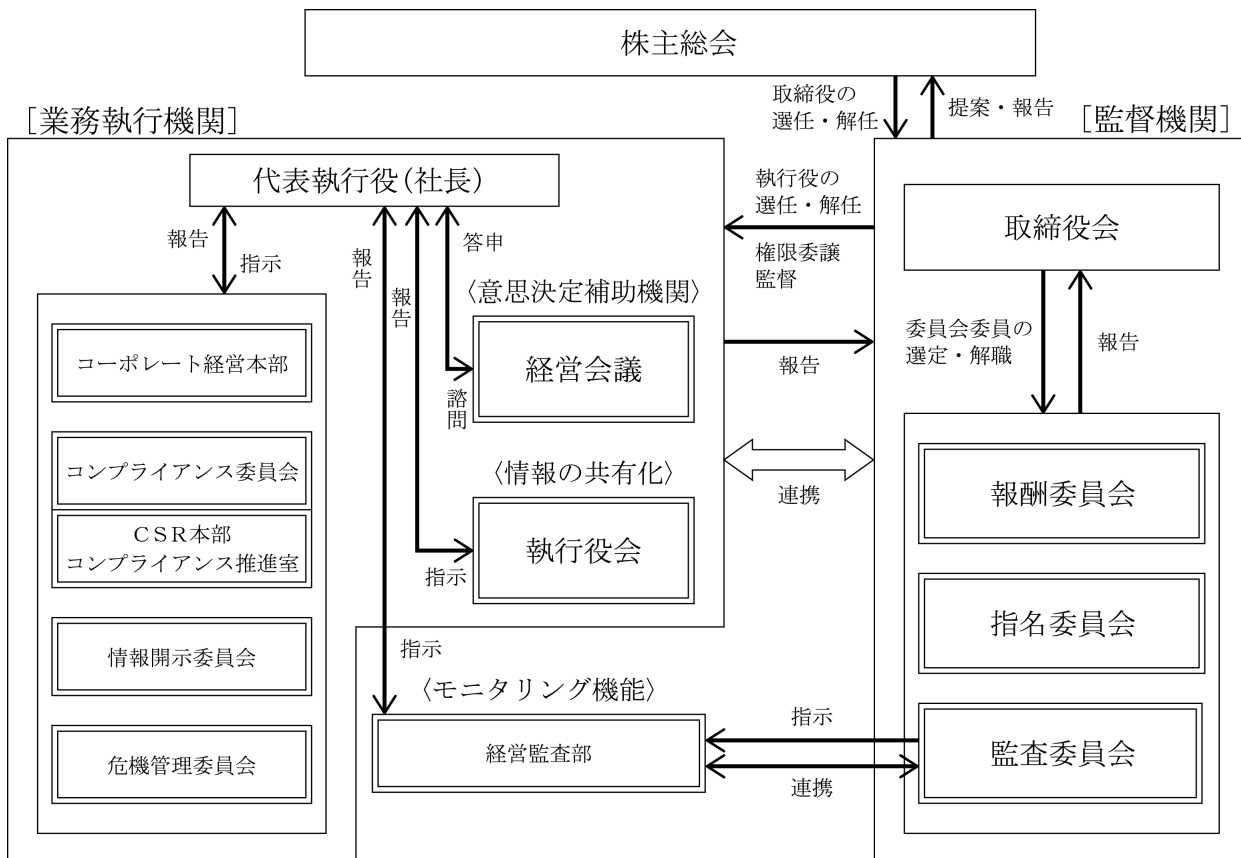 株主総会
取締役の
選任・解任
提案・報告
[業務執行機関]
[監督機関]
代表執行役(社長)
執行役の
選任・解任
権限委譲
監督
取締役会
報告
指示
報告
報告
答申
〈意思決定補助機関〉
経営会議
諮問
報告
委員会委員の
選定・解職
報告
コーポレート経営本部
コンプライアンス委員会
CSR本部
コンプライアンス推進室
情報開示委員会
危機管理委員会
〈情報の共有化〉
執行役会
指示
連携
報酬委員会
指名委員会
監査委員会
指示
〈モニタリング機能〉
経営監査部
指示
連携